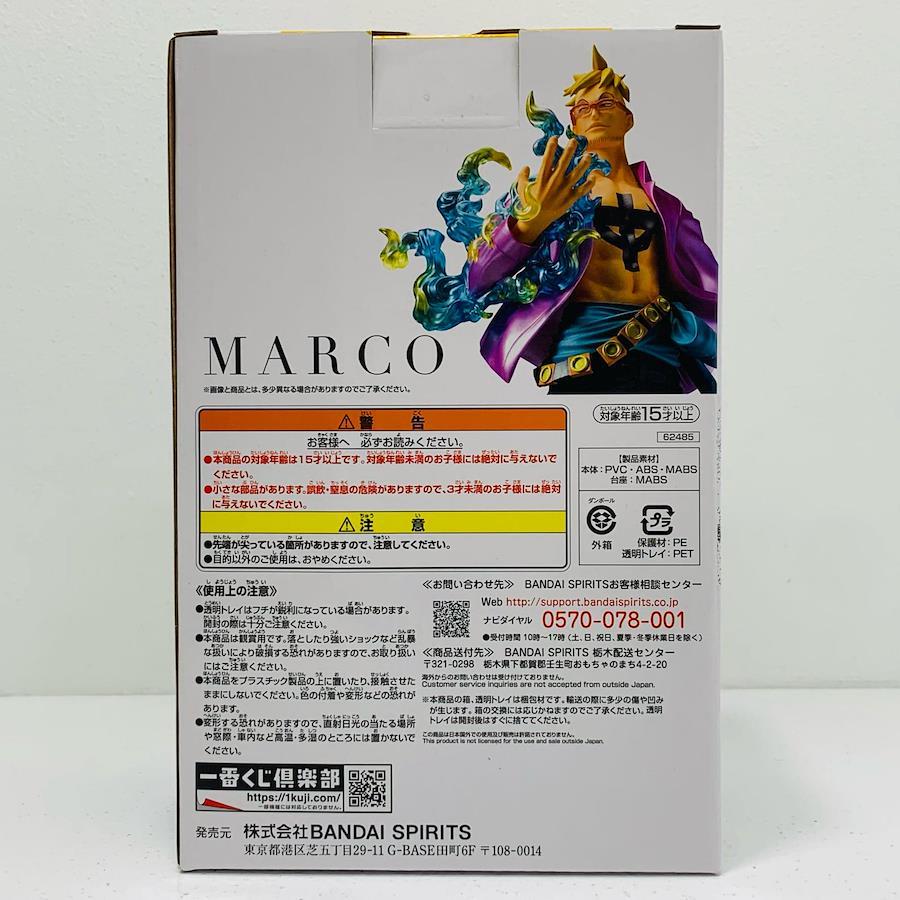 MARCO
※画像と商品とは、多少異なる場合がありますのでご了承ください。
対象年齢15才以上
62485
⚠警告
お客様へ 必ずお読みください。
●本商品の対象年齢は15才以上です。対象年齢未満のお子様には絶対に与えないで
ください。
●小さな部品があります。誤飲・窒息の危険がありますので、3才未満のお子様には絶対
に与えないでください。
⚠注意
●先端が尖っている箇所がありますので、注意してください。
●目的以外のご使用は、おやめください。
【製品素材】
本体:PVC・ABS・MABS
台座:MABS
ダンボール
外箱
プラ
保護材:PE
透明トレイ:PET
《使用上の注意》
●透明トレイはフチが鋭利になっている場合があります。
開封の際は十分ご注意ください。
●本商品は観賞用です。落としたり強いショックなど乱暴
な扱いにより破損する恐れがありますので、お取り扱い
にはご注意ください。
●本商品をプラスチック製品の上に置いたり、接触させた
ままにしないでください。色の付着や変形などの恐れが
あります。
●変形する恐れがありますので、直射日光の当たる場所
や窓際・車内など高温・多湿のところには置かないで
ください。
≪お問い合わせ先≫ BANDAI SPIRITSお客様相談センター
Web http://support.bandaispirits.co.jp
ナビダイヤル 0570-078-001
●受付時間 10時~17時(土、日、祝日、夏季・冬季休業日を除く)
≪商品送付先≫ BANDAI SPIRITS 栃木配送センター
〒321-0298 栃木県下都賀郡壬生町おもちゃのまち4-2-20
海外からのお問い合わせは受け付けておりません。
Customer service inquiries are not accepted from outside Japan.
※本商品の箱、透明トレイは梱包材です。輸送の際に多少の傷や凹み
が生じます。箱の交換には応じかねますのでご了承ください。透明
トレイは開封後はすぐに捨ててください。
この商品は日本国外での使用及び販売は許諾されておりません。
This product is not licensed for the use and sale outside Japan.
一番くじ倶楽部
https://1kuji.com/
一部機種には対応しておりません。
発売元 株式会社BANDAI SPIRITS
東京都港区芝五丁目29-11 G-BASE田町6F 〒108-0014